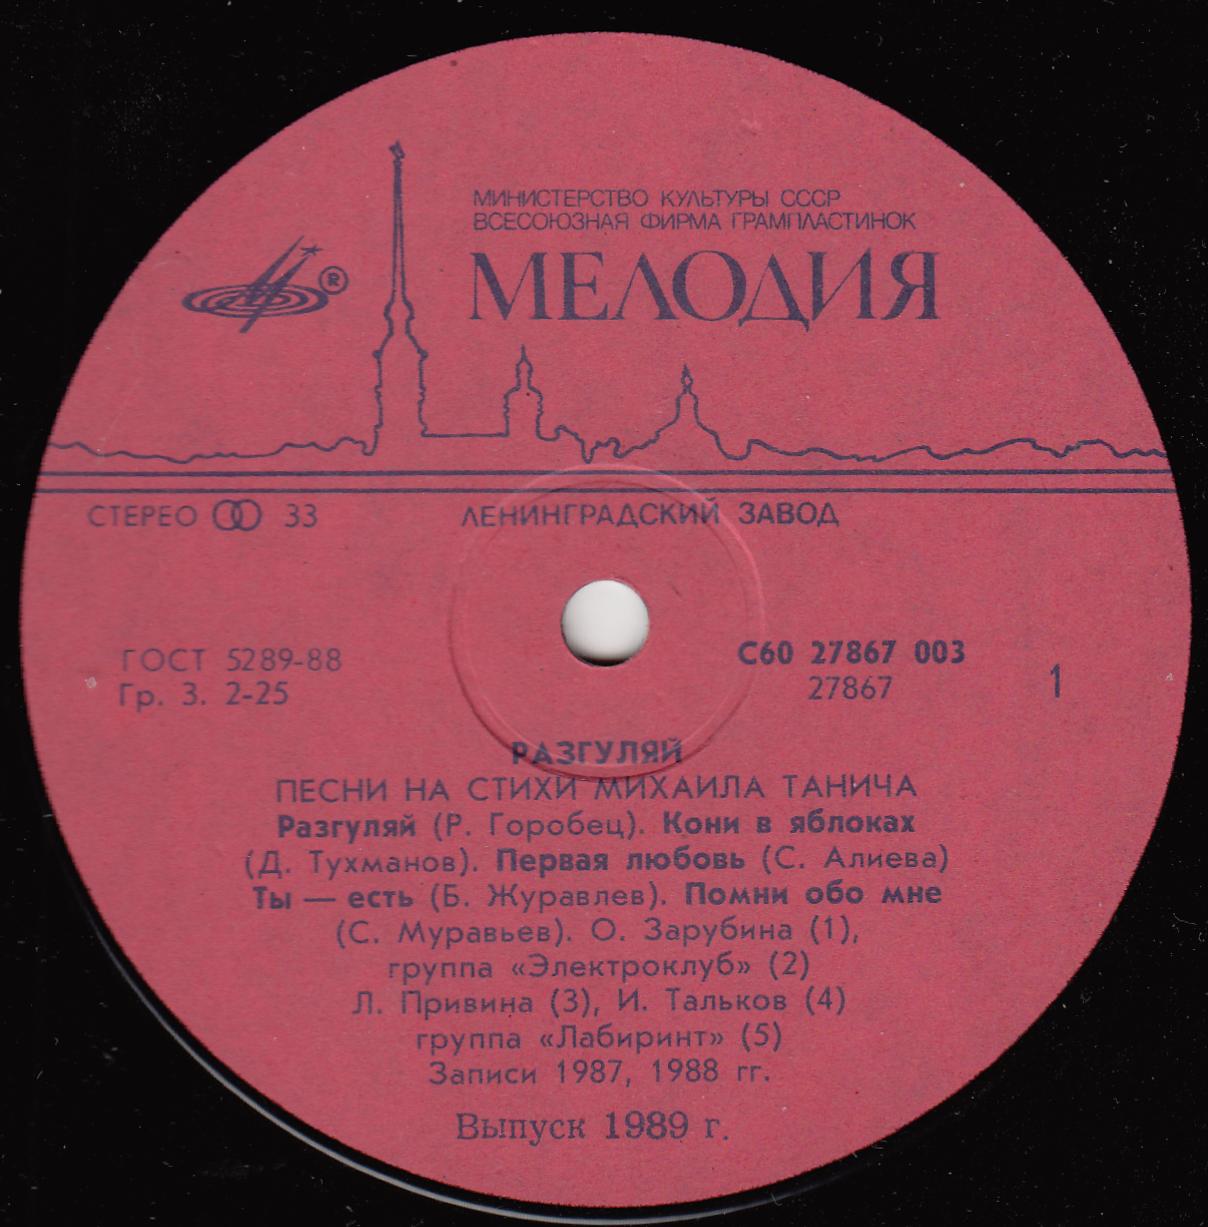 МИНИСТЕРСТВО КУЛЬТУРЫ СССР
ВСЕСОЮЗНАЯ ФИРМА ГРАМПЛАСТИНОК
®
МЕЛОДИЯ
СТЕРЕО 33
ЛЕНИНГРАДСКИЙ ЗАВОД
ГОСТ 5289-88
Гр. 3. 2-25
С60 27867 003
27867
1
РАЗГУЛЯЙ
ПЕСНИ НА СТИХИ МИХАИЛА ТАНИЧА
Разгуляй (Р. Горобец). Кони в яблоках
(Д. Тухманов). Первая любовь (С. Алиева)
Ты — есть (Б. Журавлев). Помни обо мне
(С. Муравьев). О. Зарубина (1),
группа «Электроклуб» (2)
Л. Привина (3), И. Тальков (4)
группа «Лабиринт» (5)
Записи 1987, 1988 гг.
Выпуск 1989 г.